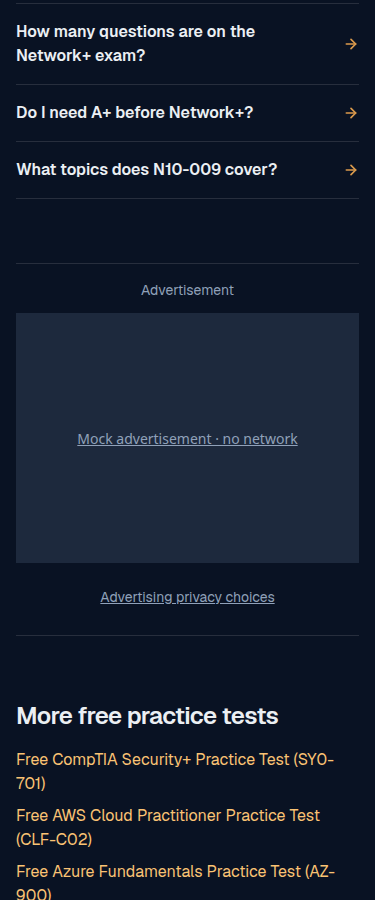 How many questions are on the
Network+ exam?
Do I need A+ before Network+?
What topics does N10-009 cover?
Advertisement
Mock advertisement · no network
Advertising privacy choices
More free practice tests
Free CompTIA Security+ Practice Test (SY0-
701)
Free AWS Cloud Practitioner Practice Test
(CLF-C02)
Free Azure Fundamentals Practice Test (AZ-
900)